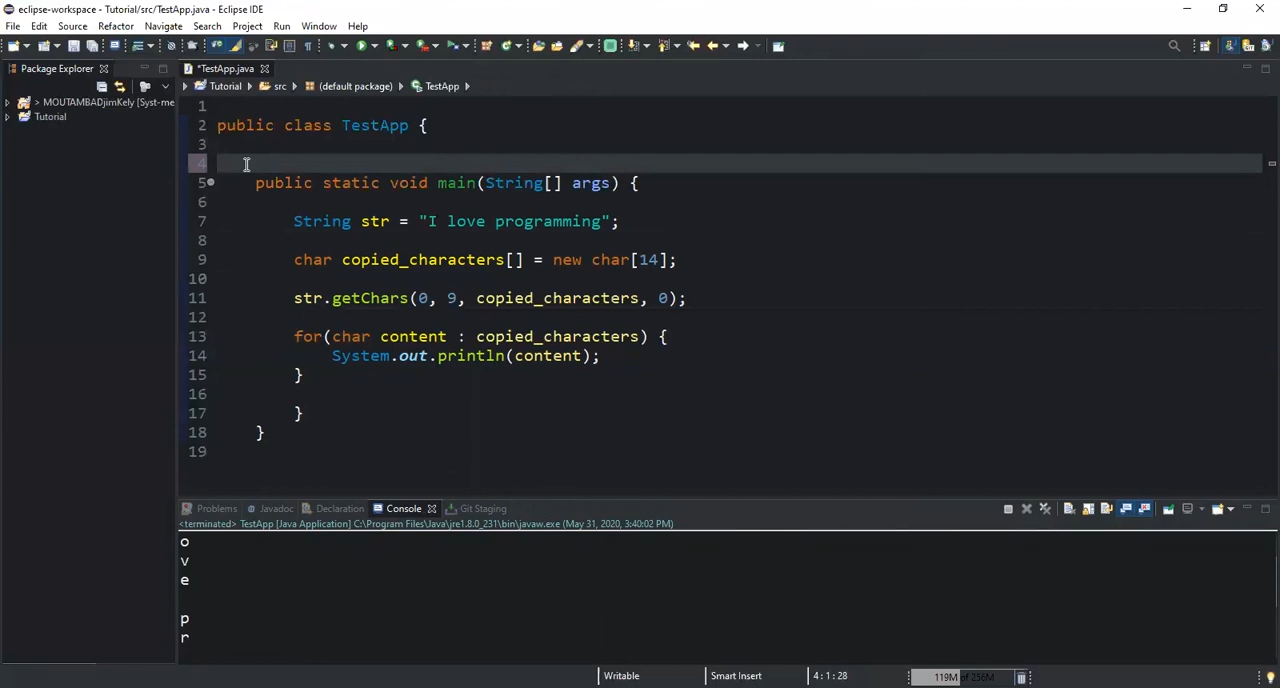 eclipse-workspace - Tutorial/src/TestApp.java - Eclipse IDE
File Edit Source Refactor Navigate Search Project Run Window Help
Package Explorer
*TestApp.java
Tutorial src (default package) TestApp
> MOUTAMBADjimKely [Syst-me
Tutorial
1
2 public class TestApp {
3
4
5 public static void main(String[] args) {
6
7 String str = "I love programming";
8
9 char copied_characters[] = new char[14];
10
11 str.getChars(0, 9, copied_characters, 0);
12
13 for(char content : copied_characters) {
14 System.out.println(content);
15 }
16
17 }
18 }
19
Problems Javadoc Declaration Console Git Staging
<terminated> TestApp [Java Application] C:\Program Files\Java\jre1.8.0_231\bin\javaw.exe (May 31, 2020, 3:40:02 PM)
o
v
e
p
r
Writable Smart Insert 4 : 1 : 28 119M of 256M